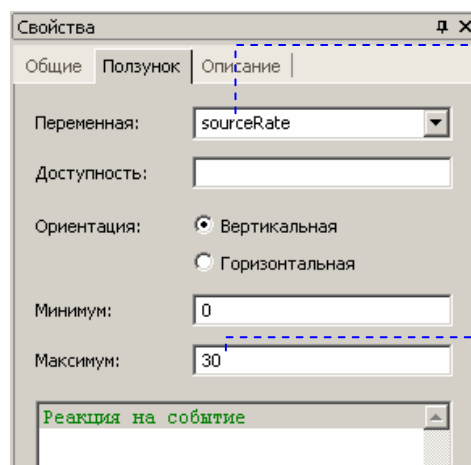 Свойства
Общие Ползунок Описание
Переменная: sourceRate
Доступность:
Ориентация: Вертикальная
Горизонтальная
Минимум: 0
Максимум: 30
Реакция на событие